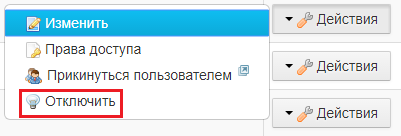 Изменить
Действия
Права доступа
Прикинуться пользователем
Действия
Отключить
Действия